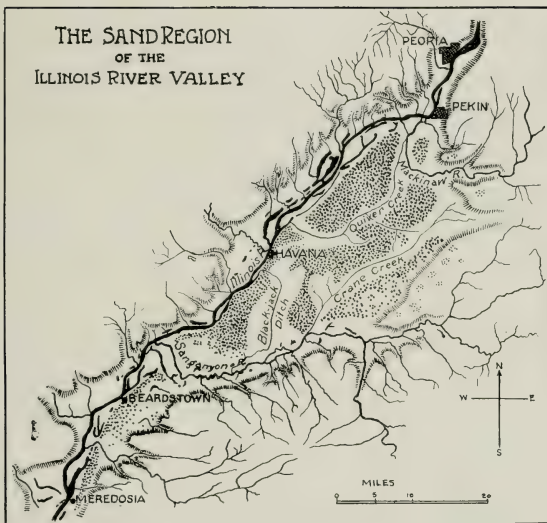 THE SAND REGION
OF THE
ILLINOIS RIVER VALLEY
PEORIA
PEKIN
Mackinaw R.
Quiver Creek
HAVANA
Illinois R.
Crane Creek
Blackjack
Ditch
Sangamon R.
BEARDSTOWN
MEREDOSIA
N
W
E
S
MILES
0 5 10 20